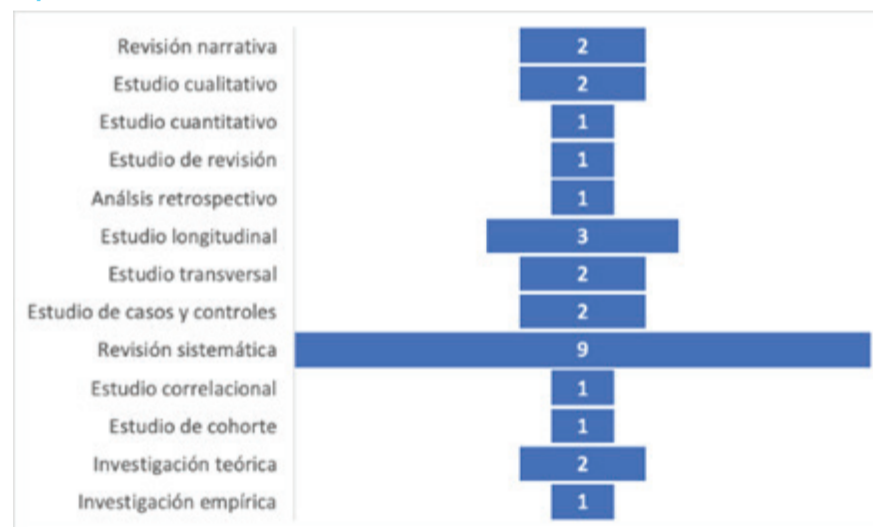 Revisión narrativa 2
Estudio cualitativo 2
Estudio cuantitativo 1
Estudio de revisión 1
Análsis retrospectivo 1
Estudio longitudinal 3
Estudio transversal 2
Estudio de casos y controles 2
Revisión sistemática 9
Estudio correlacional 1
Estudio de cohorte 1
Investigación teórica 2
Investigación empírica 1